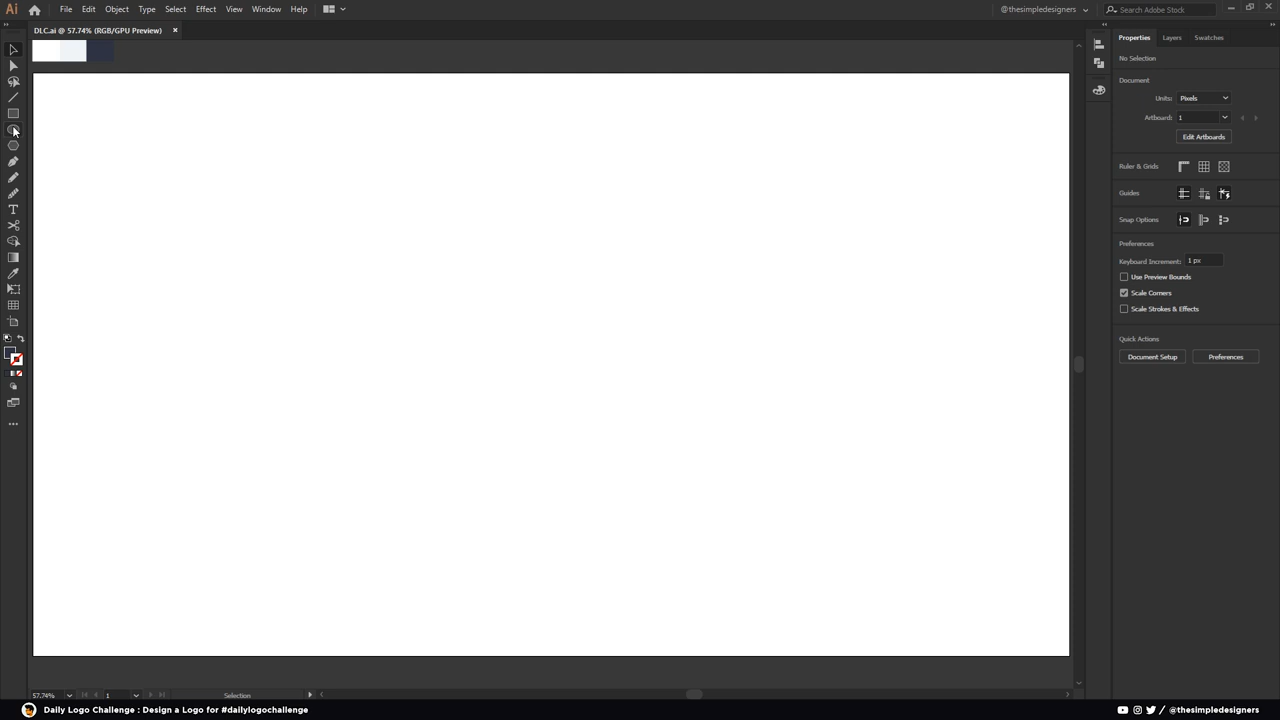 Ai File Edit Object Type Select Effect View Window Help @thesimpledesigners Search Adobe Stock
DLC.ai @ 57.74% (RGB/GPU Preview) ×
Properties Layers Swatches
No Selection
Document
Units: Pixels
Artboard: 1
Edit Artboards
Ruler & Grids
Guides
Snap Options
Preferences
Keyboard Increment: 1 px
Use Preview Bounds
Scale Corners
Scale Strokes & Effects
Quick Actions
Document Setup Preferences
57.74% 1 Selection
Daily Logo Challenge : Design a Logo for #dailylogochallenge / @thesimpledesigners